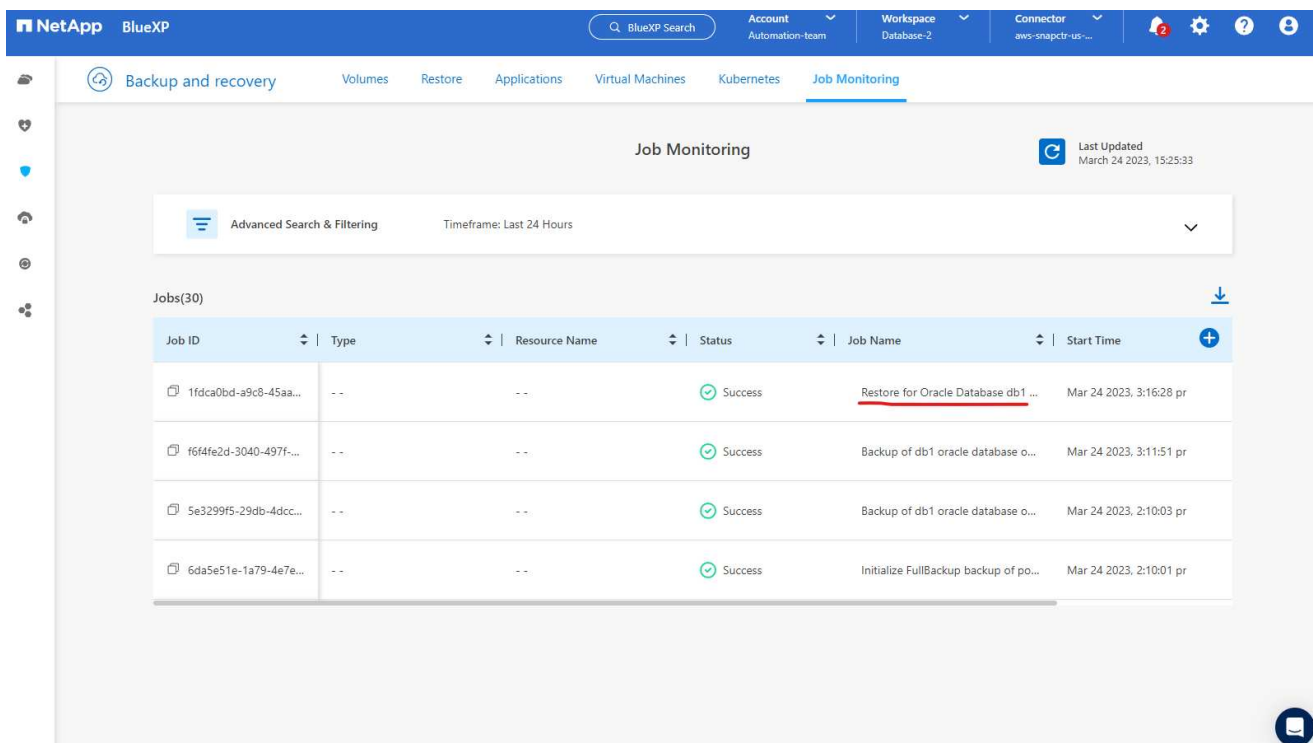 NetApp BlueXP BlueXP Search Account Workspace Connector 2
Automation-team Database-2 aws-snapctr-us-...
Backup and recovery Volumes Restore Applications Virtual Machines Kubernetes Job Monitoring
Job Monitoring
Last Updated
March 24 2023, 15:25:33
Advanced Search & Filtering Timeframe: Last 24 Hours
Jobs(30)
Job ID Type Resource Name Status Job Name Start Time
1fdca0bd-a9c8-45aa... - - - - Success Restore for Oracle Database db1 ... Mar 24 2023, 3:16:28 pr
f6f4fe2d-3040-497f-... - - - - Success Backup of db1 oracle database o... Mar 24 2023, 3:11:51 pr
5e3299f5-29db-4dcc... - - - - Success Backup of db1 oracle database o... Mar 24 2023, 2:10:03 pr
6da5e51e-1a79-4e7e... - - - - Success Initialize FullBackup backup of po... Mar 24 2023, 2:10:01 pr